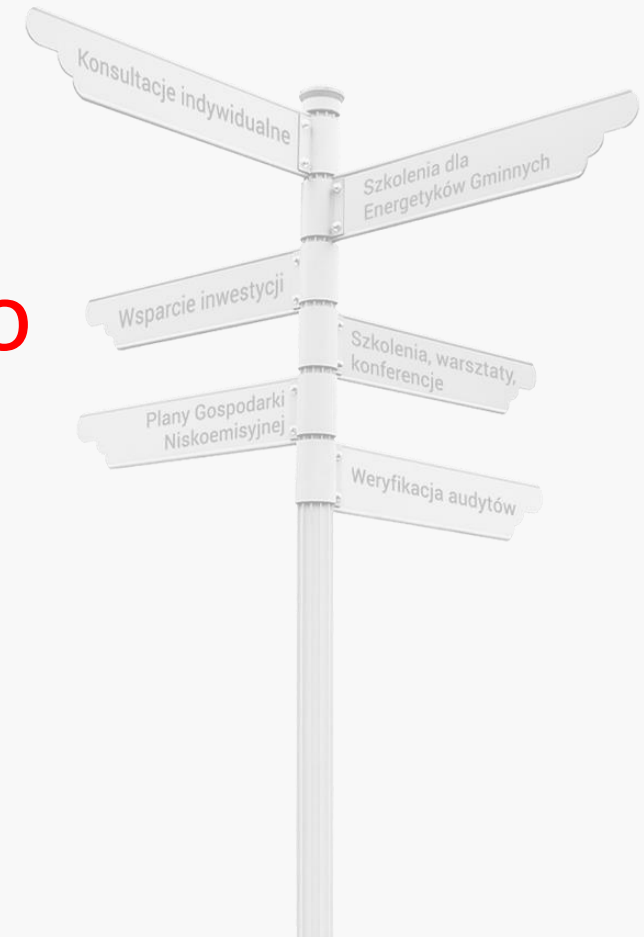 Konsultacje indywidualne
Szkolenia dla
Energetyków Gminnych
Wsparcie inwestycji
o
Szkolenia, warsztaty,
konferencje
Plany Gospodarki
Niskoemisyjnej
Weryfikacja audytów